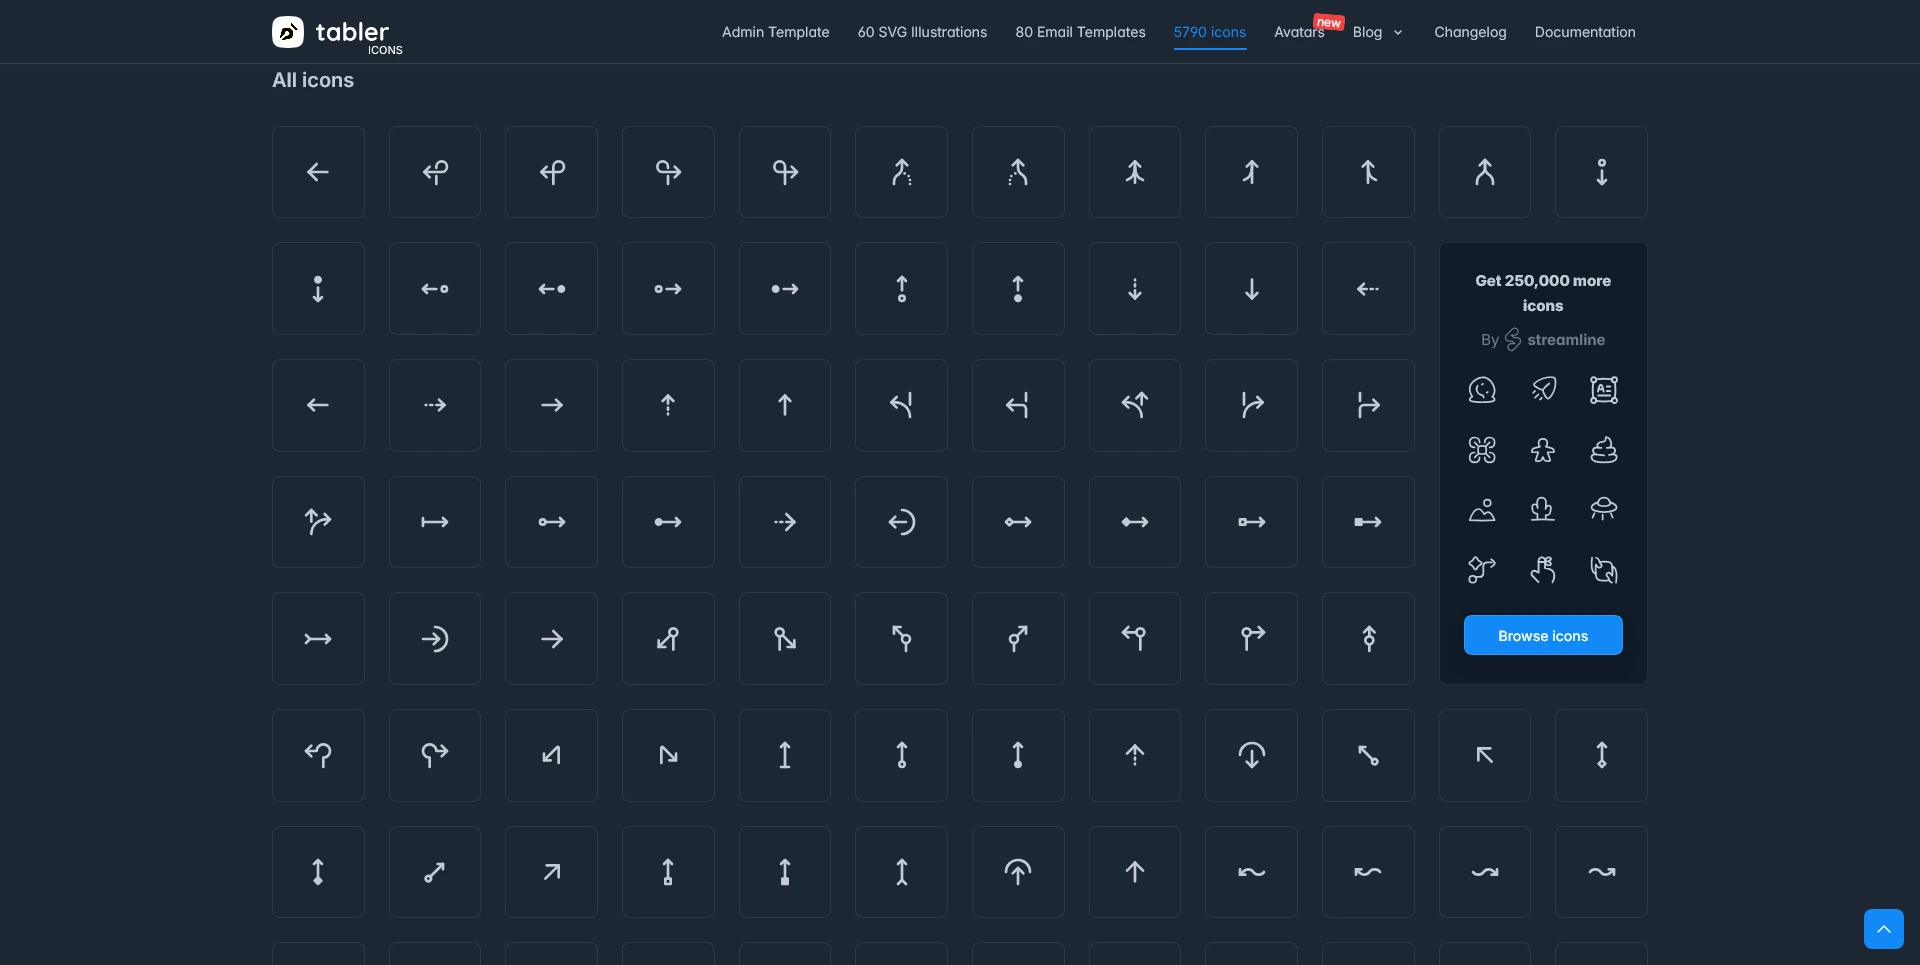 tabler
ICONS
Admin Template
60 SVG Illustrations
80 Email Templates
5790 icons
Avatars
new
Blog
Changelog
Documentation
All icons
Get 250,000 more
icons
By streamline
Browse icons